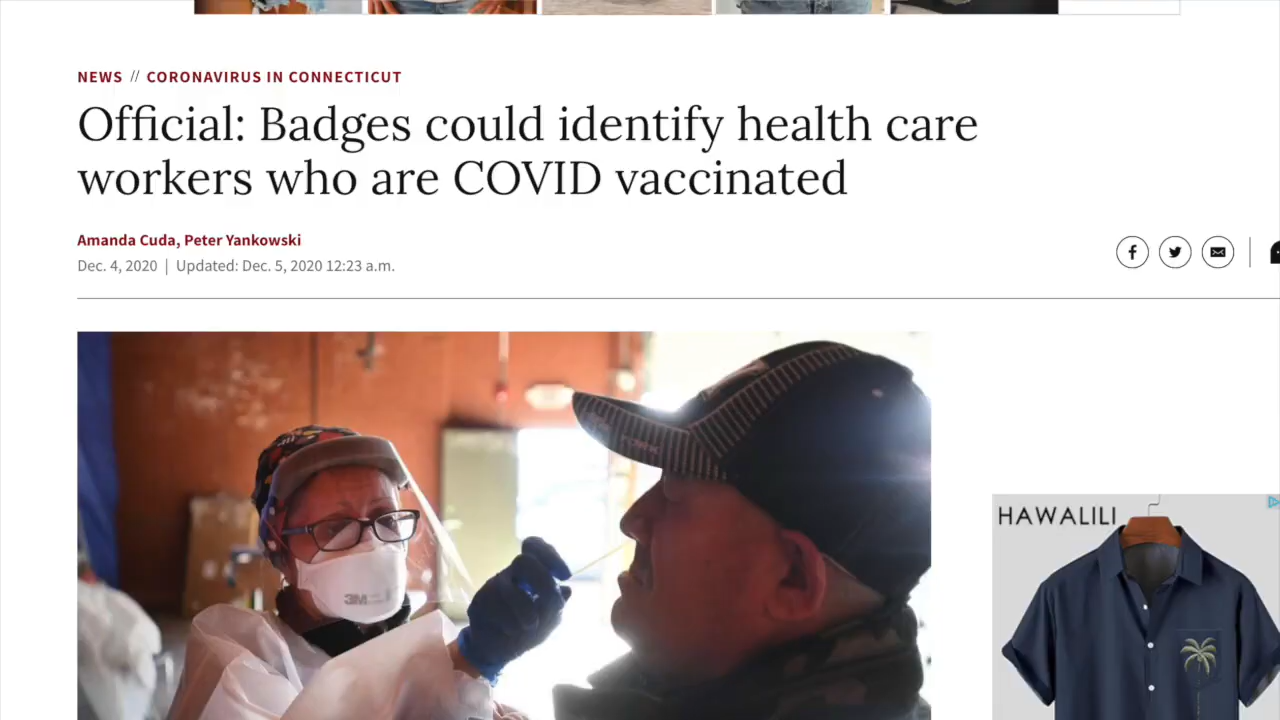 NEWS // CORONAVIRUS IN CONNECTICUT
Official: Badges could identify health care
workers who are COVID vaccinated
Amanda Cuda, Peter Yankowski
Dec. 4, 2020 | Updated: Dec. 5, 2020 12:23 a.m.
3M
HAWALILI